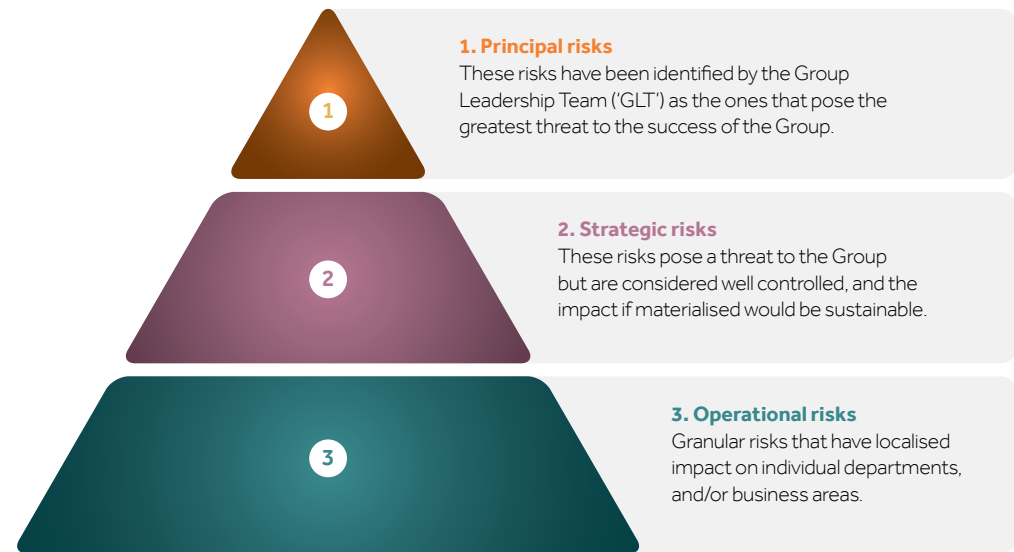 1
1. Principal risks
These risks have been identified by the Group
Leadership Team (‘GLT’) as the ones that pose the
greatest threat to the success of the Group.
2
2. Strategic risks
These risks pose a threat to the Group
but are considered well controlled, and the
impact if materialised would be sustainable.
3
3. Operational risks
Granular risks that have localised
impact on individual departments,
and/or business areas.